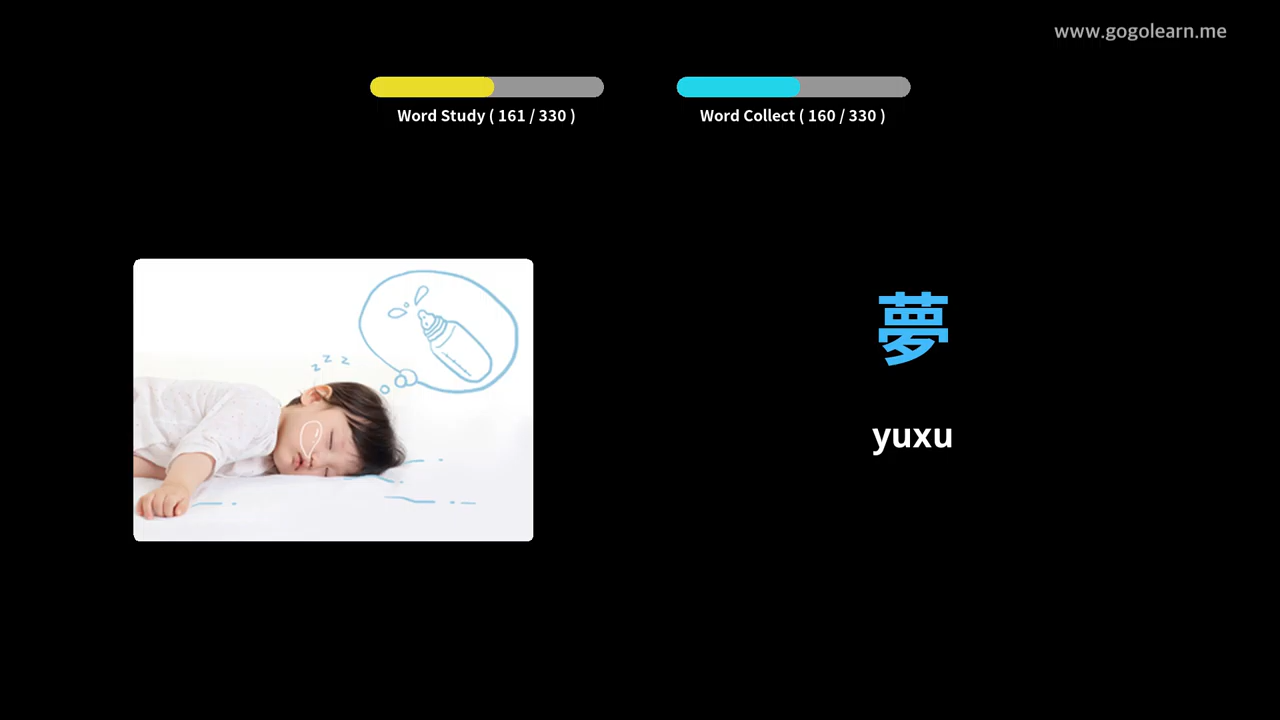 www.gogolearn.me
Word Study ( 161 / 330 )
Word Collect ( 160 / 330 )
z z z
夢
yuxu